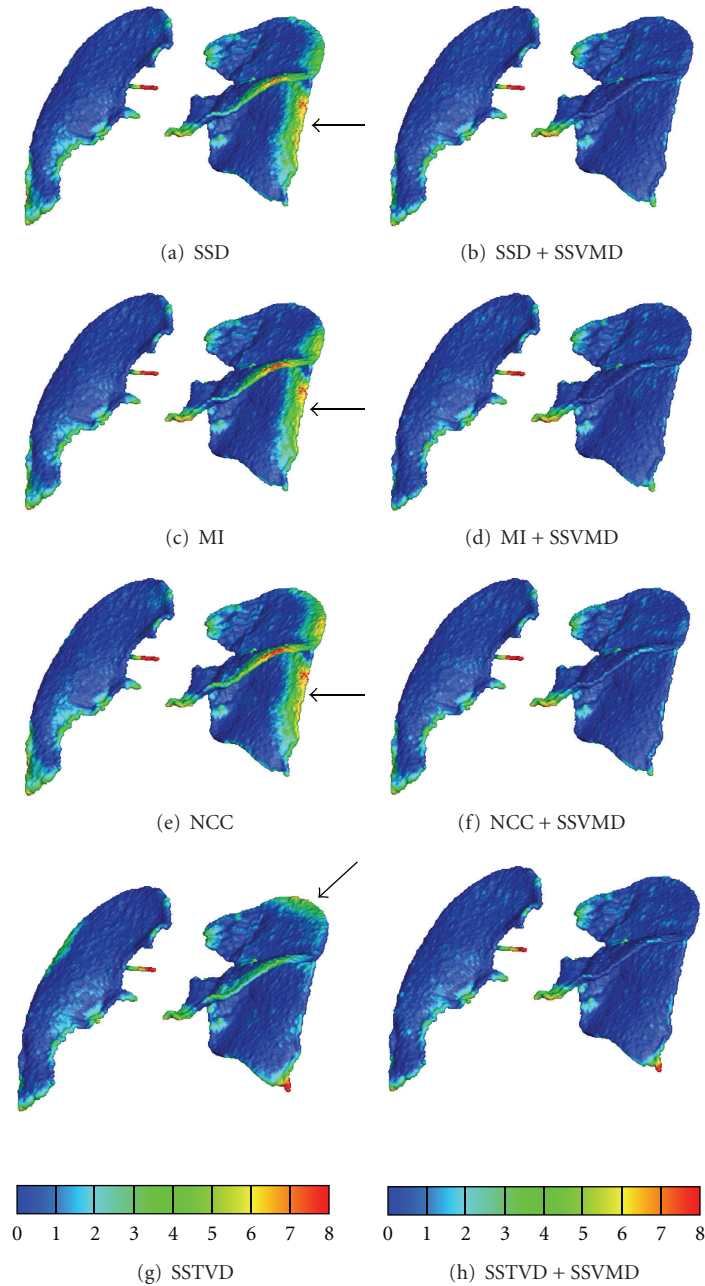 (a) SSD
(b) SSD + SSVMD
(c) MI
(d) MI + SSVMD
(e) NCC
(f) NCC + SSVMD
0 1 2 3 4 5 6 7 8
0 1 2 3 4 5 6 7 8
(g) SSTVD
(h) SSTVD + SSVMD